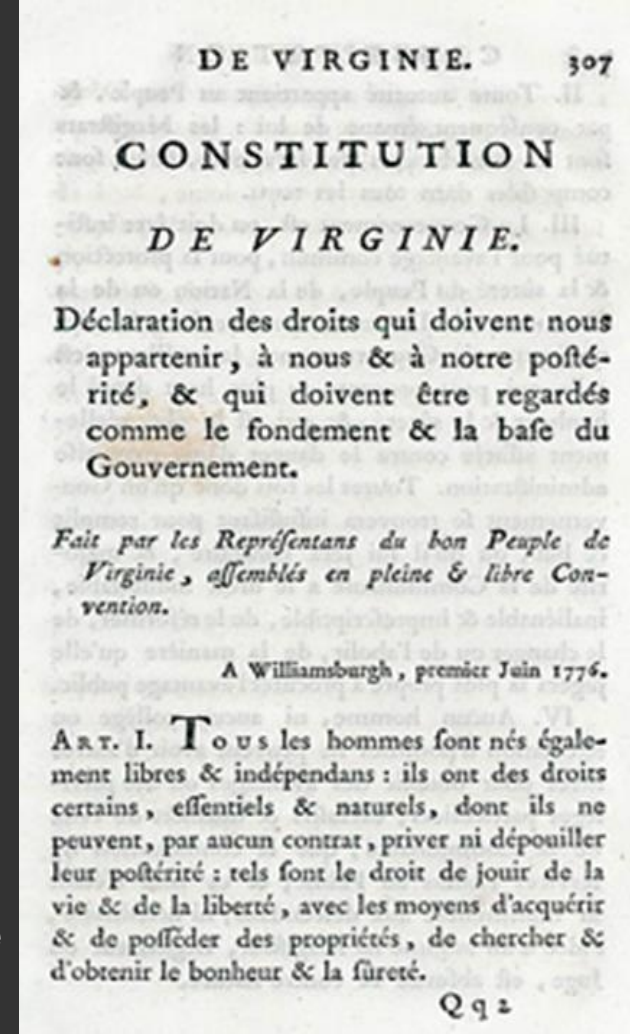 DE VIRGINIE. 307
CONSTITUTION
DE VIRGINIE.
Déclaration des droits qui doivent nous
appartenir, à nous & à notre posté-
rité, & qui doivent être regardés
comme le fondement & la base du
Gouvernement.
Fait par les Représentans du bon Peuple de
Virginie, assemblés en pleine & libre Con-
vention.
A Williamsburgh, premier Juin 1776.
ART. I. Tous les hommes sont nés égale-
ment libres & indépendans : ils ont des droits
certains, essentiels & naturels, dont ils ne
peuvent, par aucun contrat, priver ni dépouiller
leur postérité : tels sont le droit de jouir de la
vie & de la liberté, avec les moyens d'acquérir
& de posséder des propriétés, de chercher &
d'obtenir le bonheur & la sûreté.
Qq2